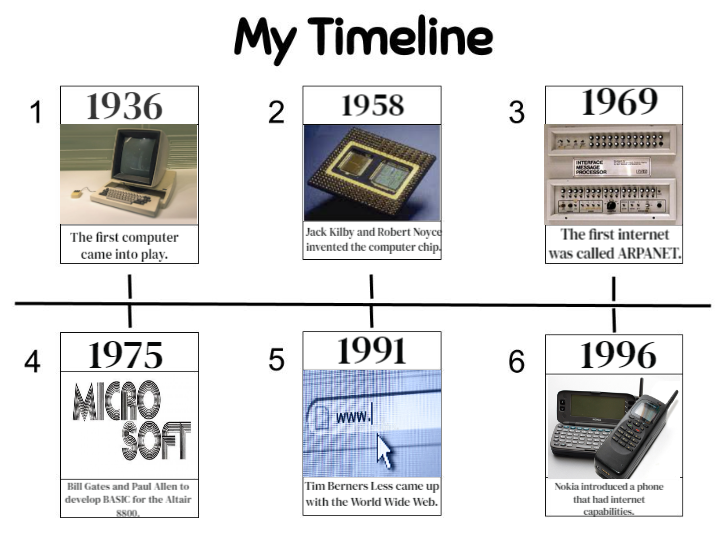 My Timeline
1
1936
The first computer
came into play.
2
1958
Jack Kilby and Robert Noyce
invented the computer chip.
3
1969
INTERFACE
MESSAGE
PROCESSOR
The first internet
was called ARPANET.
4
1975
MICRO
SOFT
Bill Gates and Paul Allen to
develop BASIC for the Altair
8800.
5
1991
www.
Tim Berners Less came up
with the World Wide Web.
6
1996
Nokia introduced a phone
that had internet
capabilities.